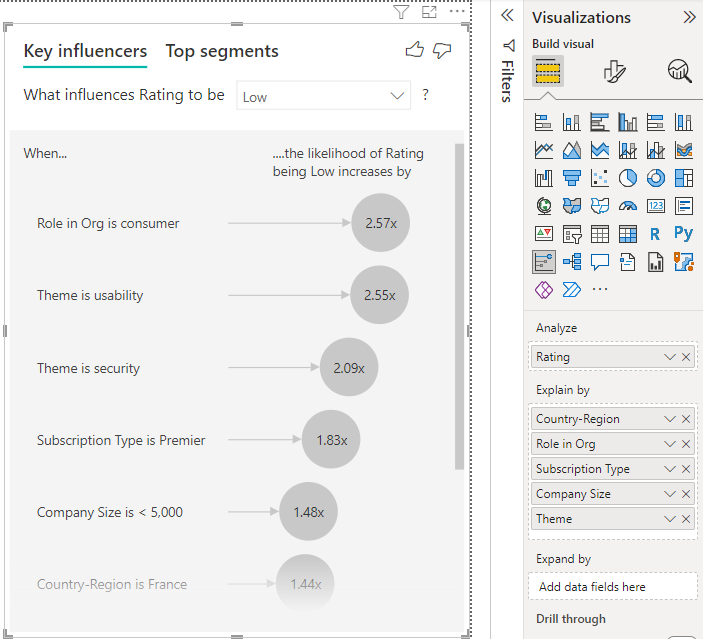 Key influencers
Top segments
What influences Rating to be
Low
?
When...
....the likelihood of Rating
being Low increases by
Role in Org is consumer
2.57x
Theme is usability
2.55x
Theme is security
2.09x
Subscription Type is Premier
1.83x
Company Size is < 5,000
1.48x
Country-Region is France
1.44x
Filters
Visualizations
Build visual
123
R
Py
Analyze
Rating
Explain by
Country-Region
Role in Org
Subscription Type
Company Size
Theme
Expand by
Add data fields here
Drill through